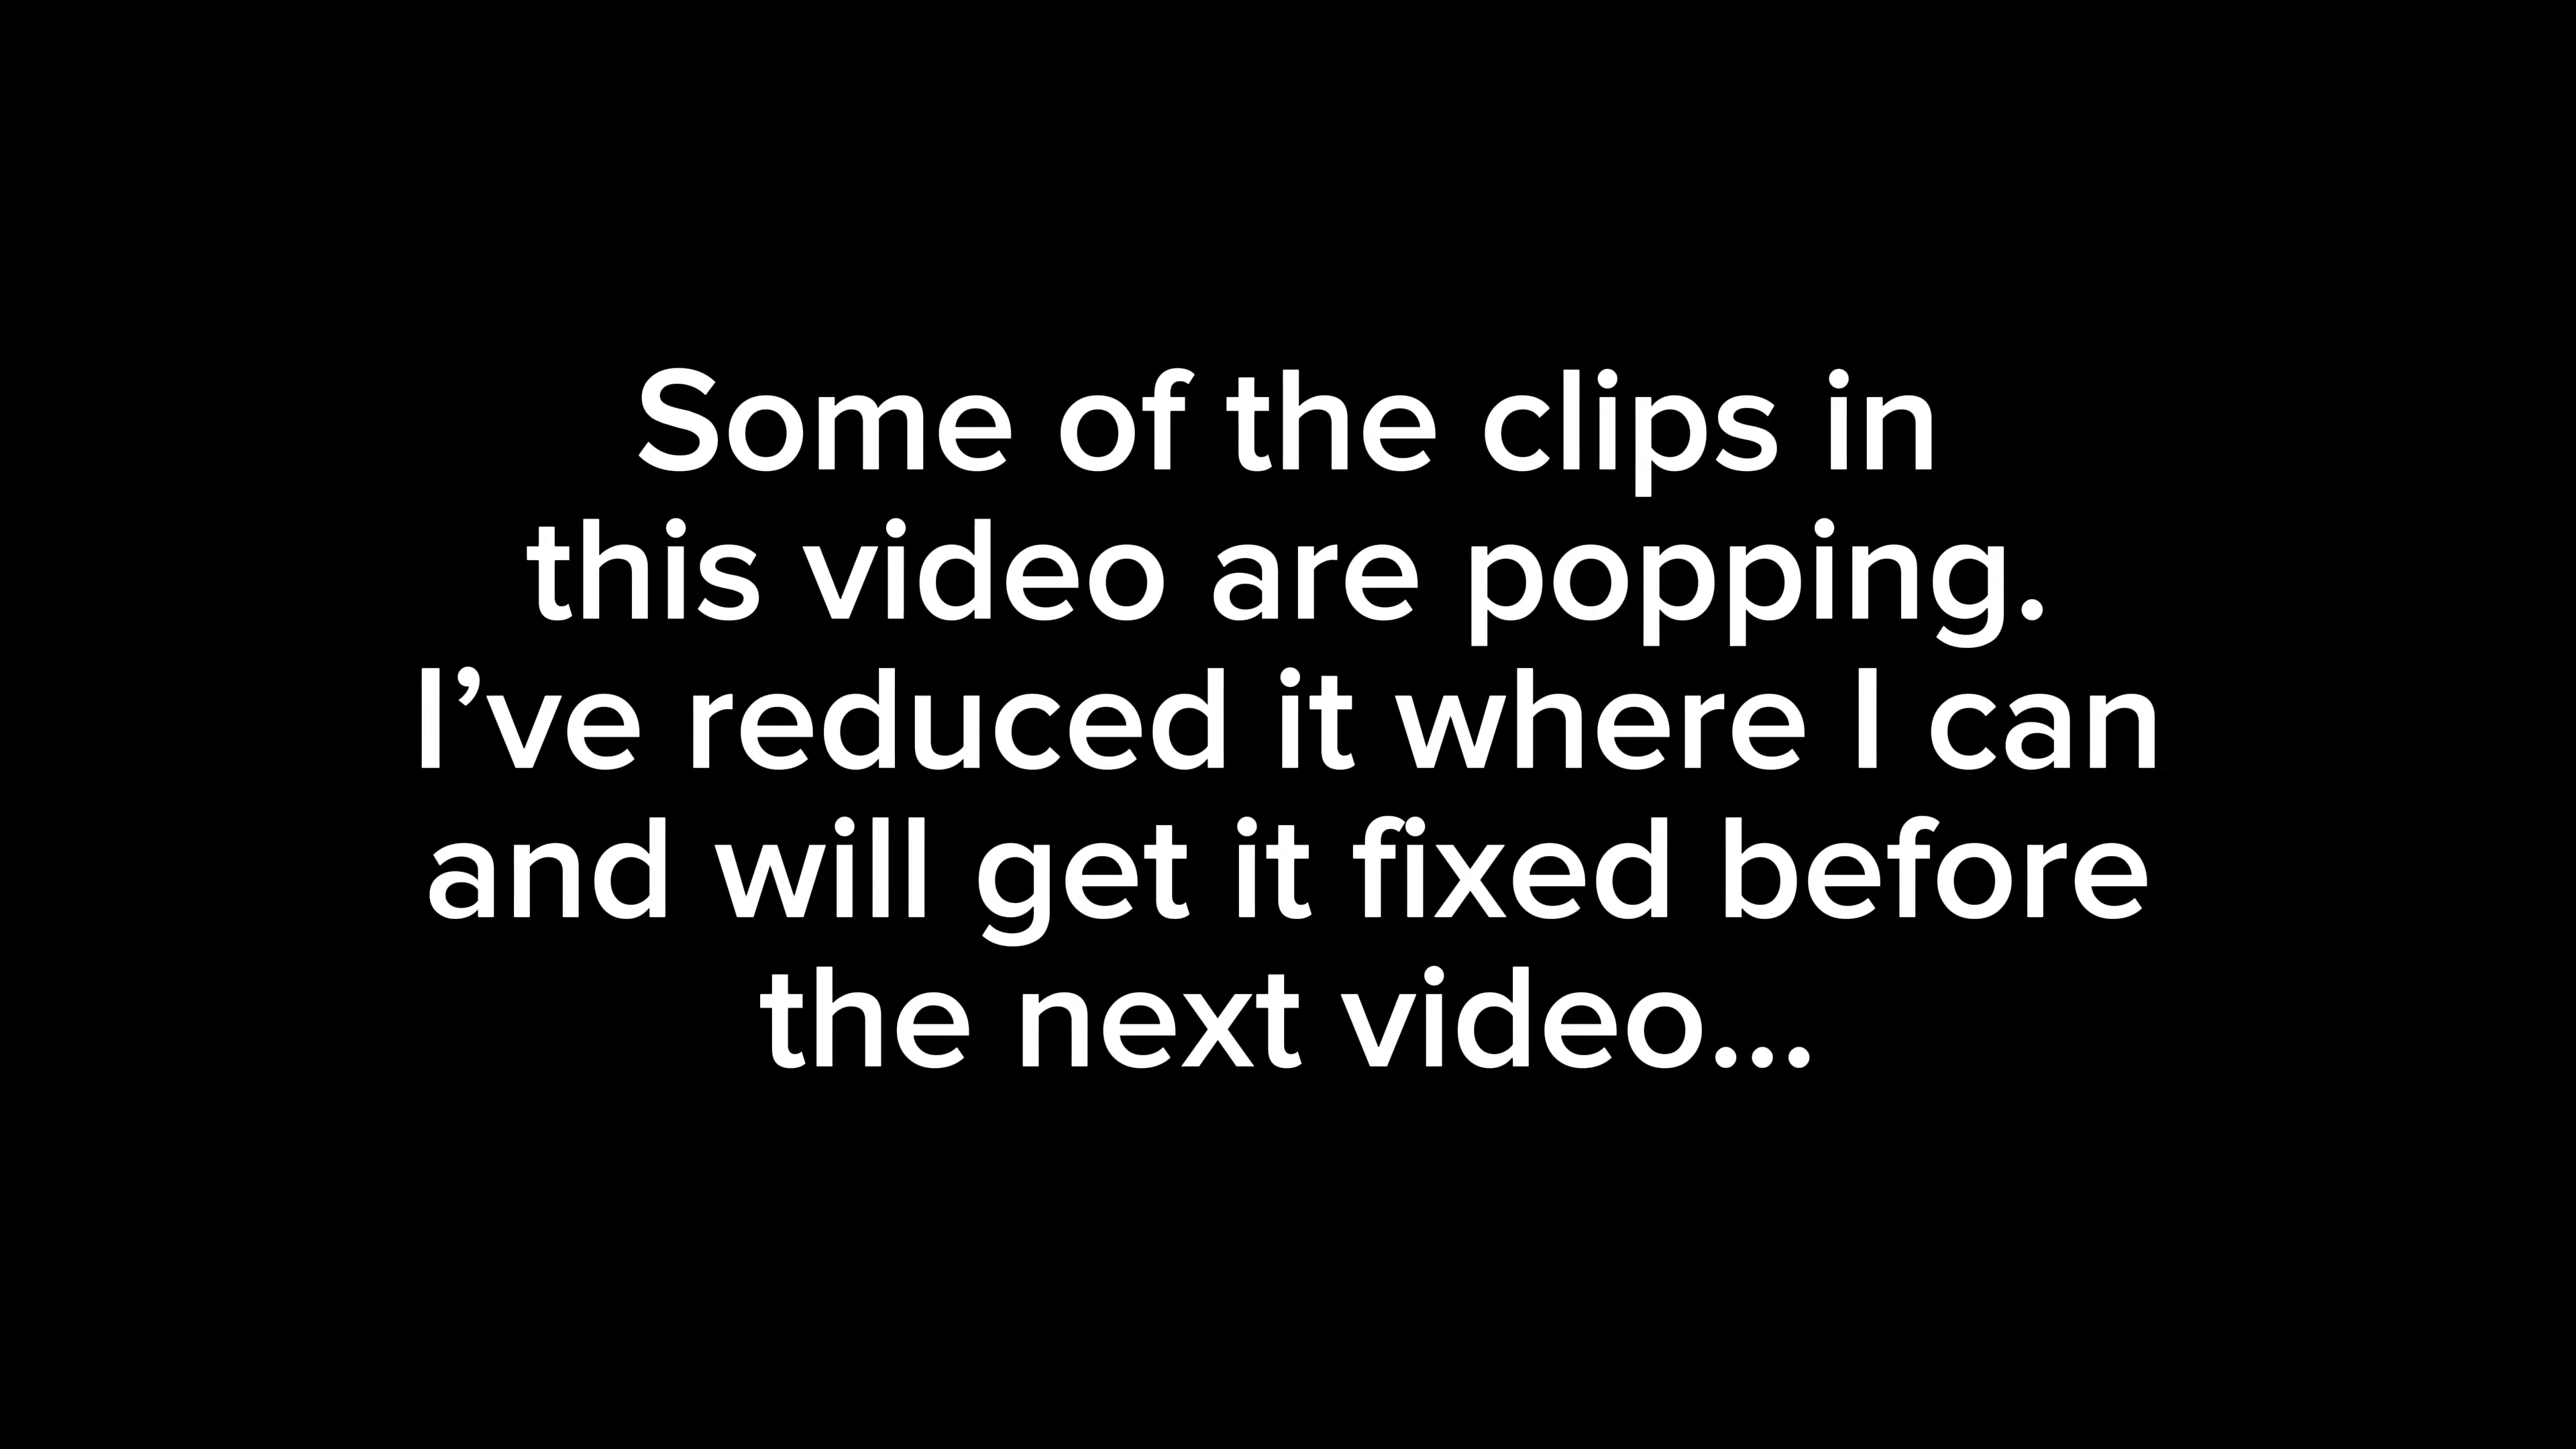 Some of the clips in
this video are popping.
I’ve reduced it where I can
and will get it fixed before
the next video...